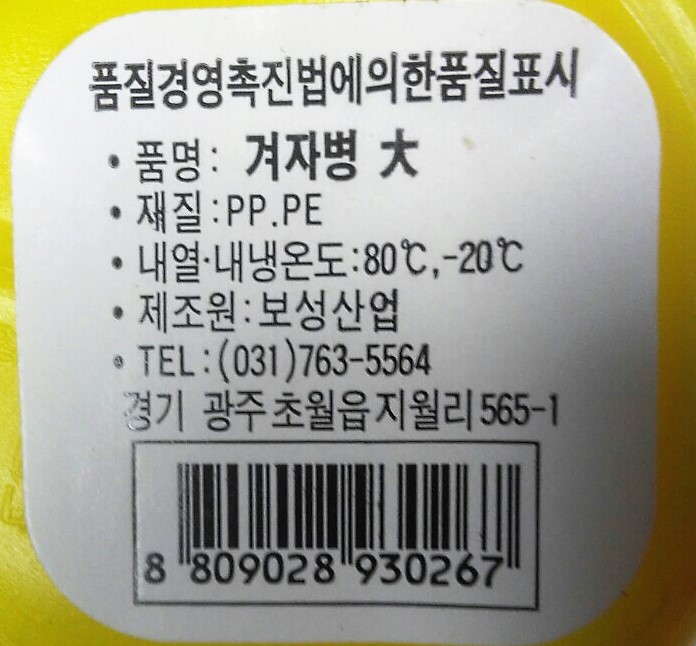 품질경영촉진법에의한품질표시
• 품명: 겨자병 大
• 재질:PP.PE
• 내열·내냉온도:80℃,-20℃
• 제조원:보성산업
• TEL:(031)763-5564
경기 광주초월읍지월리565-1
8 809028 930267